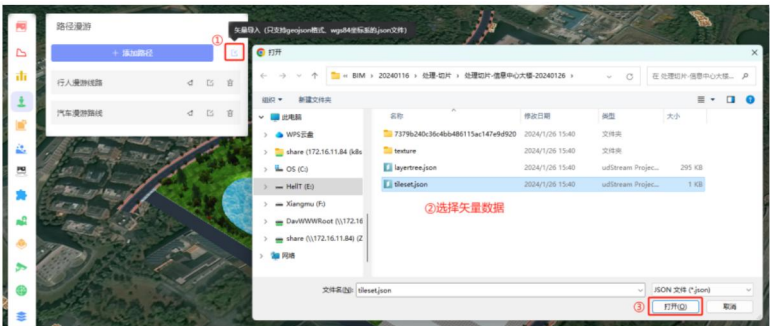 路径漫游
+ 添加路径
①
矢量导入（只支持geojson格式，wgs84坐标系的.json文件）
行人漫游线路
汽车漫游路线
打开
« BIM › 20240116 › 处理-切片 › 处理切片-信息中心大楼-20240126 ›
在 处理切片-信息中心大楼...
组织 新建文件夹
此电脑
WPS云盘
share (172.16.11.84 (k8s
OS (C:)
HellT (E:)
Xiangmu (F:)
DavWWWRoot (\\172.16
share (\\172.16.11.84) (Z
网络
名称 修改日期 类型 大小
7379b240c36c4bb486115ac147e9d920 2024/1/26 15:40 文件夹
texture 2024/1/26 15:40 文件夹
layertree.json 2024/1/26 15:40 udStream Projec... 295 KB
tileset.json 2024/1/26 15:40 udStream Projec... 1 KB
②选择矢量数据
文件名(N): tileset.json
JSON 文件 (*.json)
③
打开(O) 取消